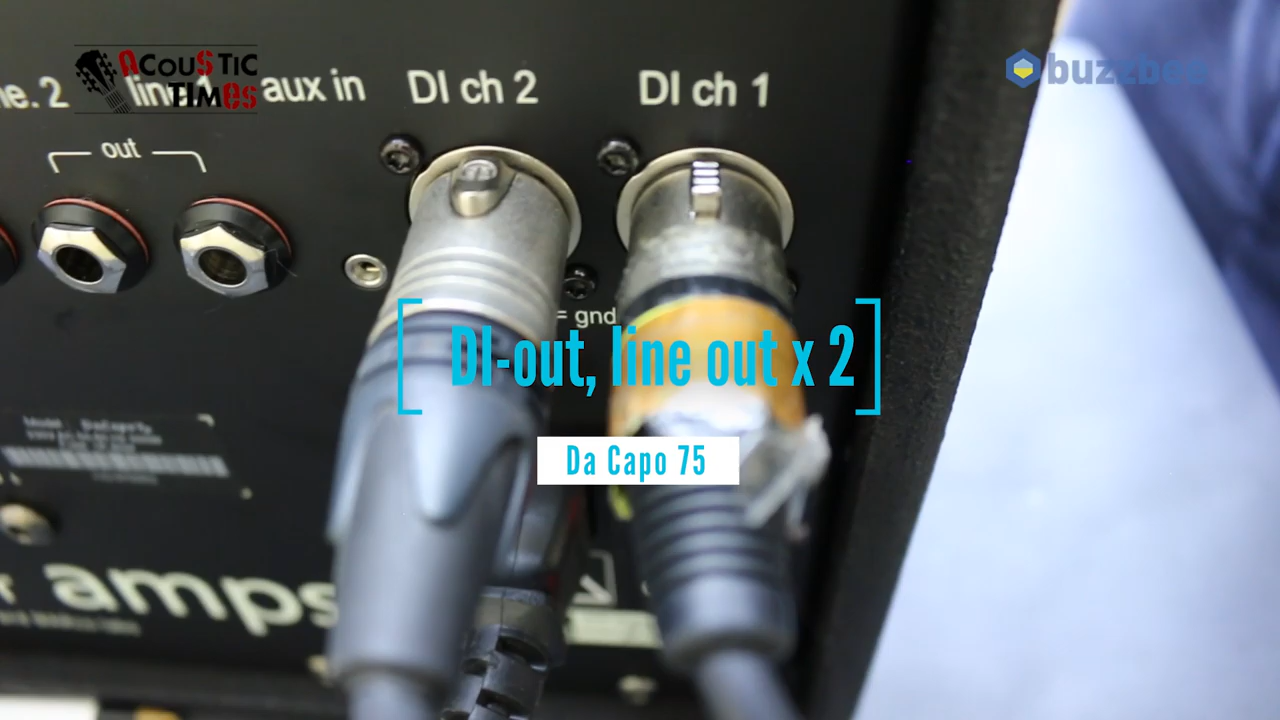 ACOUSTIC
TIMES
buzzbee
ne. 2
line 1
aux in
DI ch 2
DI ch 1
out
= gnd
[ DI-out, line out x 2 ]
Da Capo 75
amps